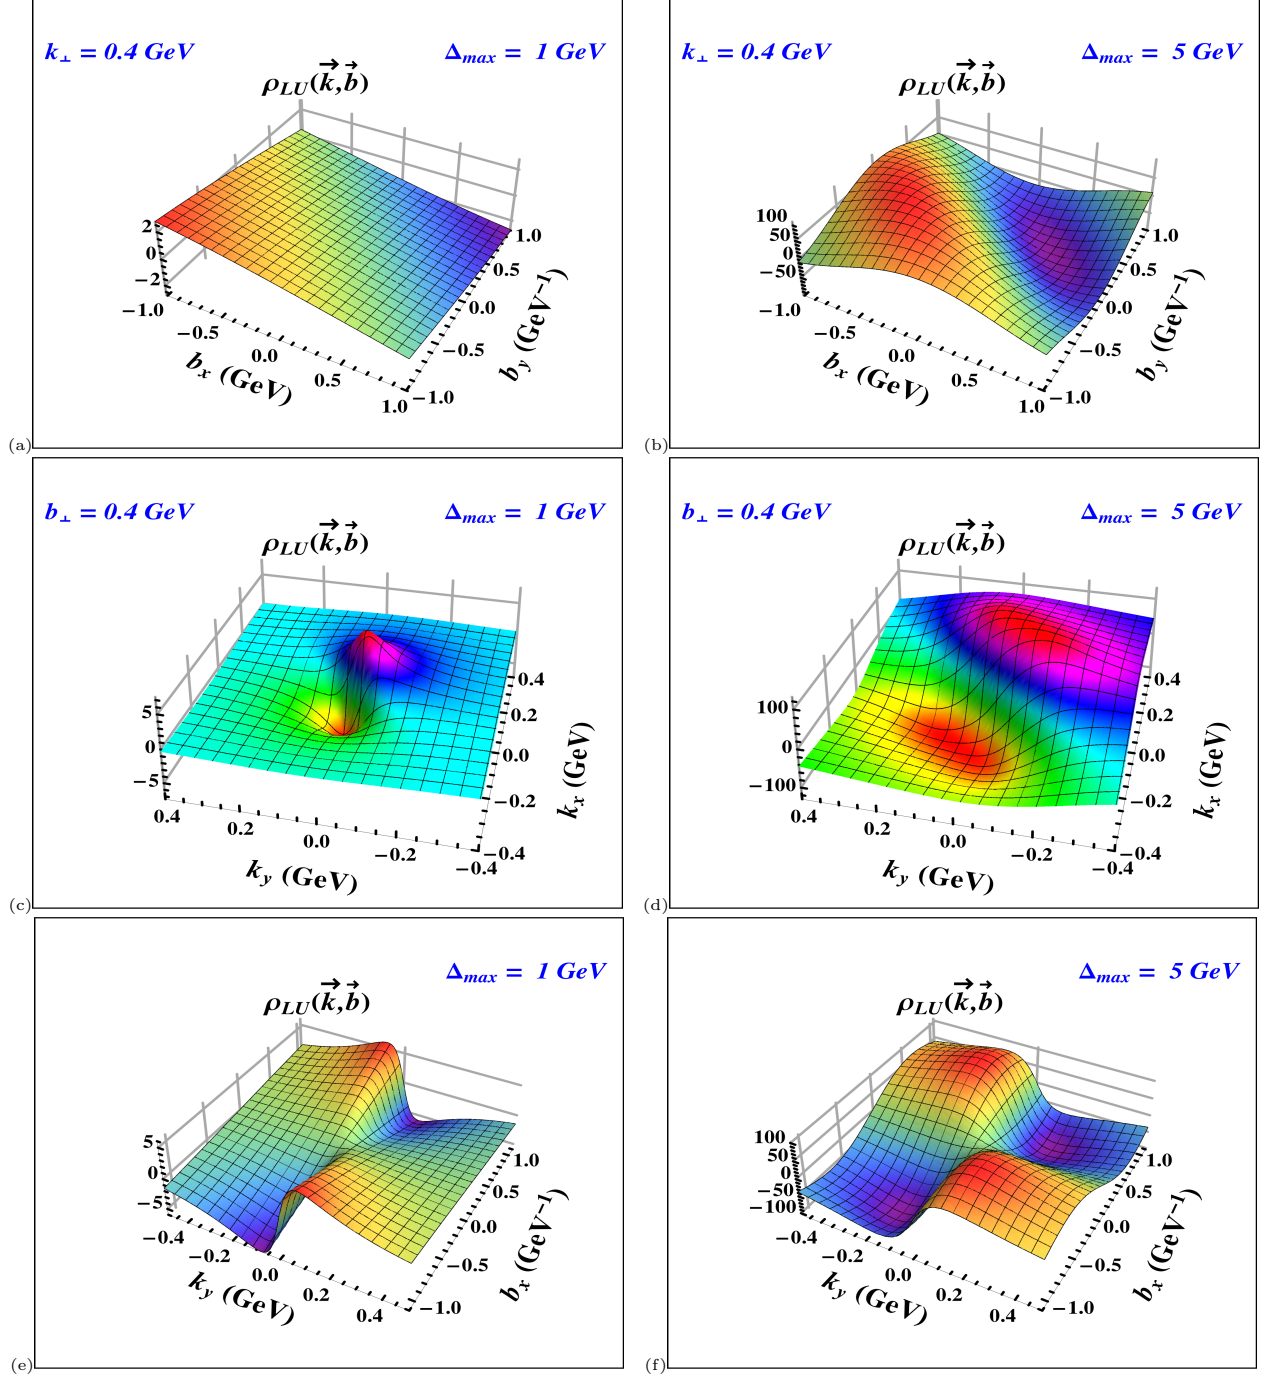 k⊥ = 0.4 GeV
Δmax = 1 GeV
ρLU(k⃗,b⃗)
2
0
−2
−1.0
−0.5
0.0
0.5
1.0
bx (GeV)
−1.0
−0.5
0.0
0.5
1.0
by (GeV−1)
(a)
k⊥ = 0.4 GeV
Δmax = 5 GeV
ρLU(k⃗,b⃗)
100
50
0
−50
−1.0
−0.5
0.0
0.5
1.0
bx (GeV)
−1.0
−0.5
0.0
0.5
1.0
by (GeV−1)
(b)
b⊥ = 0.4 GeV
Δmax = 1 GeV
ρLU(k⃗,b⃗)
5
0
−5
0.4
0.2
0.0
−0.2
−0.4
ky (GeV)
−0.4
−0.2
0.0
0.2
0.4
kx (GeV)
(c)
b⊥ = 0.4 GeV
Δmax = 5 GeV
ρLU(k⃗,b⃗)
100
0
−100
0.4
0.2
0.0
−0.2
−0.4
ky (GeV)
−0.4
−0.2
0.0
0.2
0.4
kx (GeV)
(d)
Δmax = 1 GeV
ρLU(k⃗,b⃗)
5
0
−5
−0.4
−0.2
0.0
0.2
0.4
ky (GeV)
−1.0
−0.5
0.0
0.5
1.0
bx (GeV−1)
(e)
Δmax = 5 GeV
ρLU(k⃗,b⃗)
100
50
0
−50
−100
−0.4
−0.2
0.0
0.2
0.4
ky (GeV)
−1.0
−0.5
0.0
0.5
1.0
bx (GeV−1)
(f)